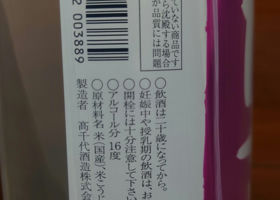 ていない商品です
ら沈殿する場合
が品質には問題
2 003889
○飲酒は二十歳になってから。
○妊娠中や授乳期の飲酒は、お
○開栓には十分注意して下さい
○アルコール分 16度
○原材料名 米(国産)、米こうじ
製造者 高千代酒造株式会